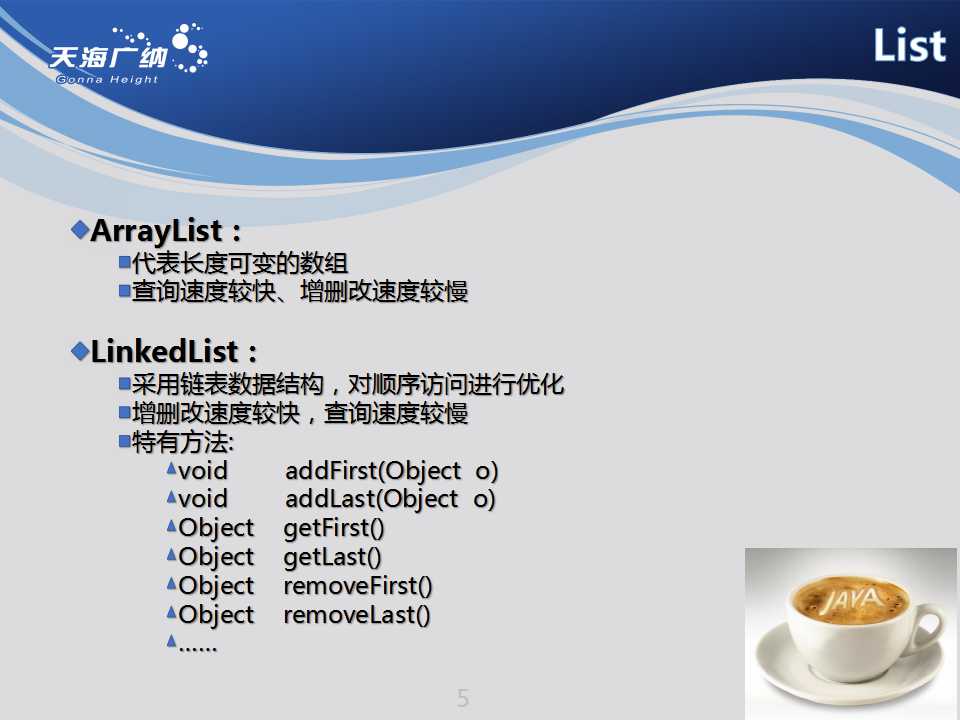 天海广纳
Gonna Height
List
ArrayList：
代表长度可变的数组
查询速度较快、增删改速度较慢
LinkedList：
采用链表数据结构，对顺序访问进行优化
增删改速度较快，查询速度较慢
特有方法:
void addFirst(Object o)
void addLast(Object o)
Object getFirst()
Object getLast()
Object removeFirst()
Object removeLast()
……
JAVA
5